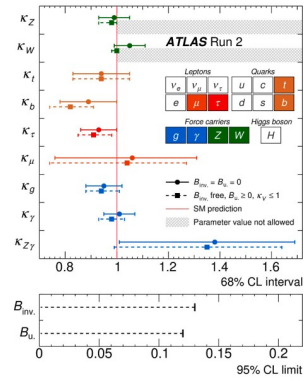 κ_Z
ATLAS Run 2
κ_W
Leptons Quarks
κ_t
ν_e ν_μ ν_τ u c t
e μ τ d s b
κ_b
κ_τ
Force carriers Higgs boson
g γ Z W H
κ_μ
B_inv. = B_u. = 0
κ_g
B_inv. free, B_u. ≥ 0, κ_V ≤ 1
SM prediction
κ_γ
Parameter value not allowed
κ_Zγ
0.8 1 1.2 1.4 1.6
68% CL interval
B_inv.
B_u.
0 0.05 0.1 0.15 0.2
95% CL limit